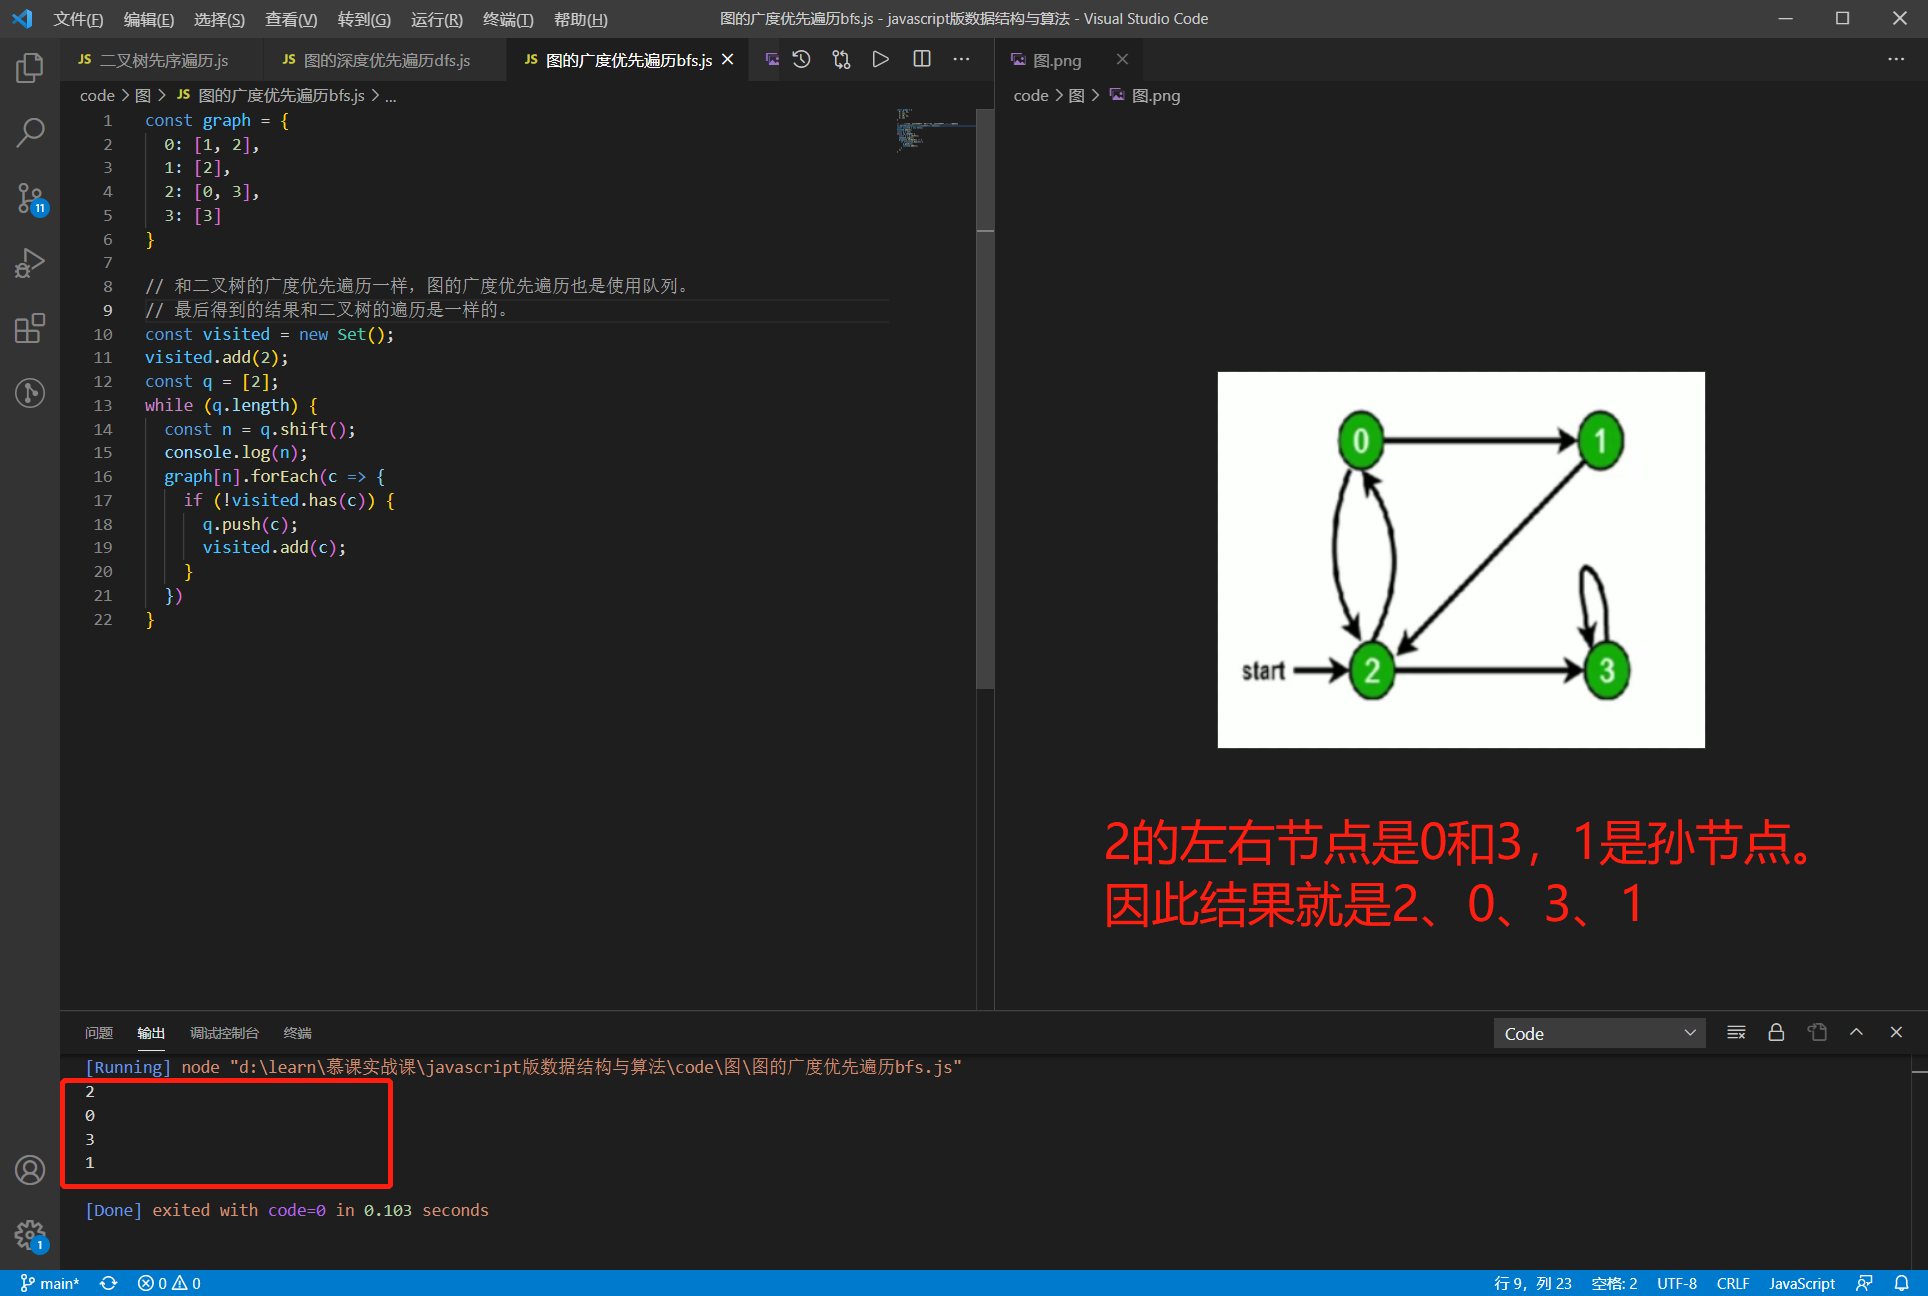 文件(F) 编辑(E) 选择(S) 查看(V) 转到(G) 运行(R) 终端(T) 帮助(H) 图的广度优先遍历bfs.js - javascript版数据结构与算法 - Visual Studio Code
JS 二叉树先序遍历.js JS 图的深度优先遍历dfs.js JS 图的广度优先遍历bfs.js 图.png
code > 图 > JS 图的广度优先遍历bfs.js > ... code > 图 > 图.png
1 const graph = {
2 0: [1, 2],
3 1: [2],
4 2: [0, 3],
5 3: [3]
6 }
7
8 // 和二叉树的广度优先遍历一样，图的广度优先遍历也是使用队列。
9 // 最后得到的结果和二叉树的遍历是一样的。
10 const visited = new Set();
11 visited.add(2);
12 const q = [2];
13 while (q.length) {
14 const n = q.shift();
15 console.log(n);
16 graph[n].forEach(c => {
17 if (!visited.has(c)) {
18 q.push(c);
19 visited.add(c);
20 }
21 })
22 }
11
0 1
start 2 3
2的左右节点是0和3，1是孙节点。
因此结果就是2、0、3、1
问题 输出 调试控制台 终端 Code
[Running] node "d:\learn\慕课实战课\javascript版数据结构与算法\code\图\图的广度优先遍历bfs.js"
2
0
3
1
[Done] exited with code=0 in 0.103 seconds
1
main* 0 0 行 9，列 23 空格: 2 UTF-8 CRLF JavaScript